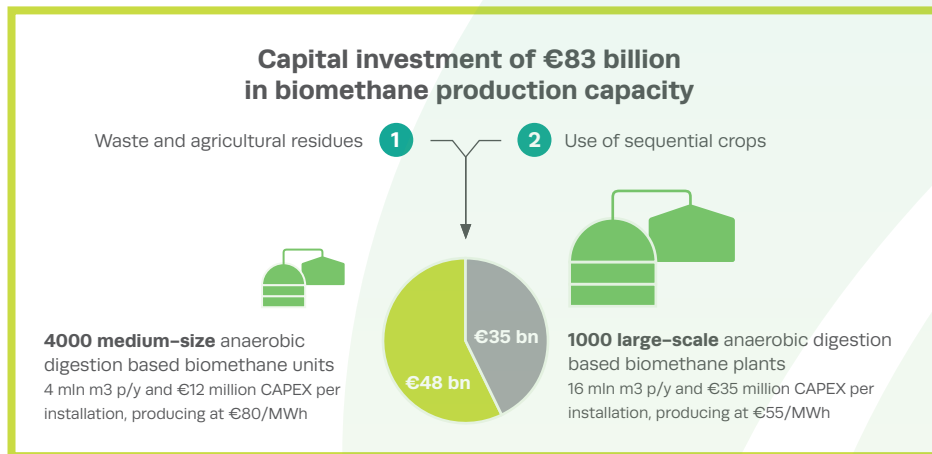 Capital investment of €83 billion
in biomethane production capacity
Waste and agricultural residues 1
2 Use of sequential crops
€35 bn
€48 bn
4000 medium-size anaerobic
digestion based biomethane units
4 mln m3 p/y and €12 million CAPEX per
installation, producing at €80/MWh
1000 large-scale anaerobic digestion
based biomethane plants
16 mln m3 p/y and €35 million CAPEX per
installation, producing at €55/MWh